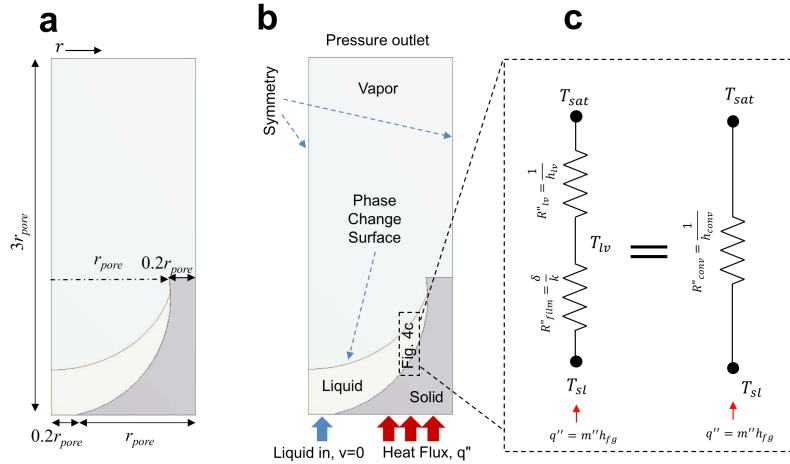 a
r
3r_pore
r_pore
0.2r_pore
0.2r_pore
r_pore
b
Pressure outlet
Symmetry
Vapor
Phase
Change
Surface
Fig. 4c
Liquid
Solid
Liquid in, v=0
Heat Flux, q"
c
T_sat
R"_lv = 1/h_lv
T_lv
R"_film = δ/k
T_sl
q'' = m''h_fg
=
T_sat
R"_conv = 1/h_conv
T_sl
q'' = m''h_fg